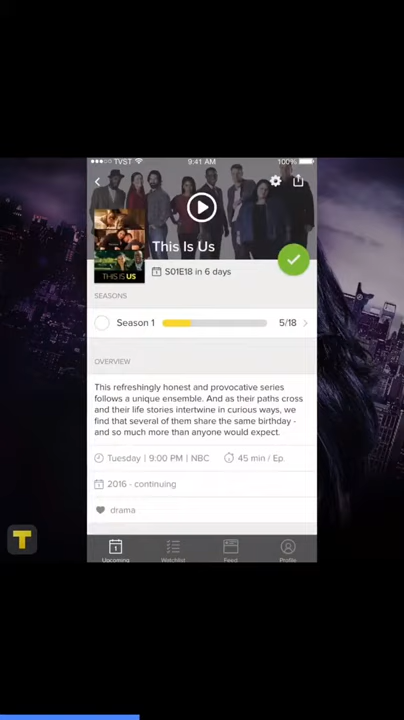 TVST
9:41 AM
100%
This Is Us
THIS IS US
S01E18 in 6 days
SEASONS
Season 1
5/18
OVERVIEW
This refreshingly honest and provocative series
follows a unique ensemble. And as their paths cross
and their life stories intertwine in curious ways, we
find that several of them share the same birthday -
and so much more than anyone would expect.
Tuesday | 9:00 PM | NBC
45 min / Ep.
2016 - continuing
drama
T
1
Upcoming
Watchlist
Feed
Profile